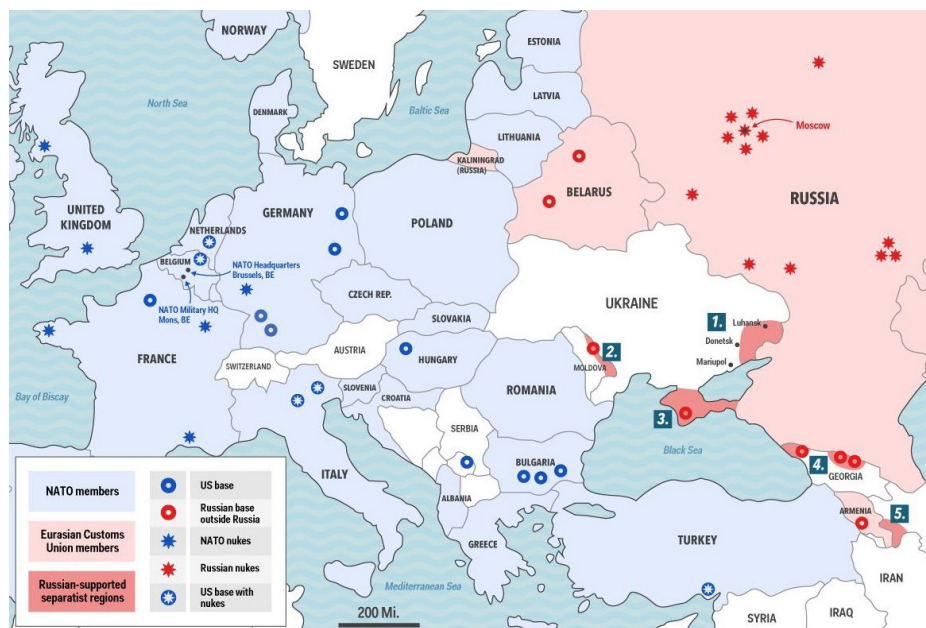 NORWAY
SWEDEN
ESTONIA
North Sea
Baltic Sea
LATVIA
DENMARK
LITHUANIA
Moscow
KALININGRAD
(RUSSIA)
BELARUS
RUSSIA
UNITED
KINGDOM
NETHERLANDS
GERMANY
POLAND
BELGIUM
NATO Headquarters
Brussels, BE
NATO Military HQ
Mons, BE
CZECH REP.
UKRAINE
SLOVAKIA
1.
Luhansk
Donetsk
Mariupol
FRANCE
AUSTRIA
SWITZERLAND
HUNGARY
2.
MOLDOVA
SLOVENIA
CROATIA
ROMANIA
Bay of Biscay
SERBIA
3.
Black Sea
ITALY
BULGARIA
4.
GEORGIA
ALBANIA
ARMENIA
5.
GREECE
TURKEY
IRAN
Mediterranean Sea
SYRIA
IRAQ
NATO members
Eurasian Customs
Union members
Russian-supported
separatist regions
US base
Russian base
outside Russia
NATO nukes
Russian nukes
US base
with nukes
200 Mi.